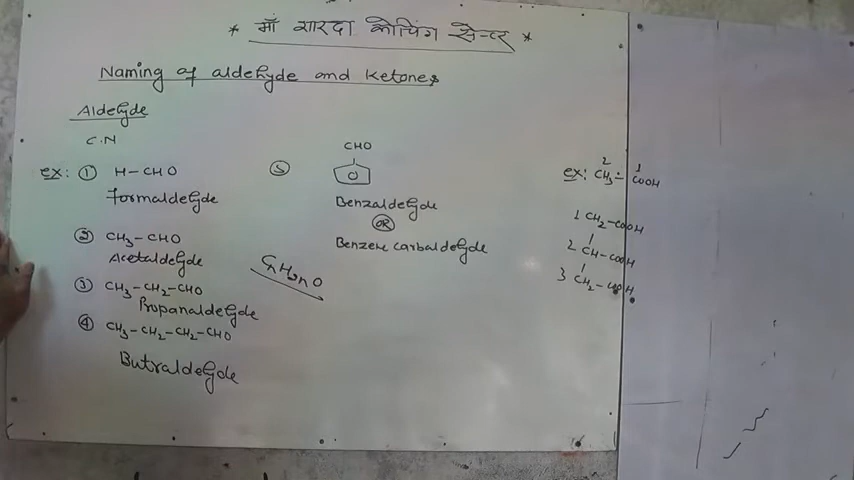 * माँ शारदा कोचिंग सेन्टर *
Naming of aldehyde and Ketones
Aldehyde
C.N
ex: ① H-CHO
Formaldehyde
② CH3-CHO
Acetaldehyde
③ CH3-CH2-CHO
Propanaldehyde
④ CH3-CH2-CH2-CHO
Butraldehyde
⑤ CHO
Benzaldehyde
OR
Benzene carbaldehyde
CnH2nO
ex: 2 1
CH3- COOH
1 CH2-COOH
2 CH-COOH
3 CH2-COOH